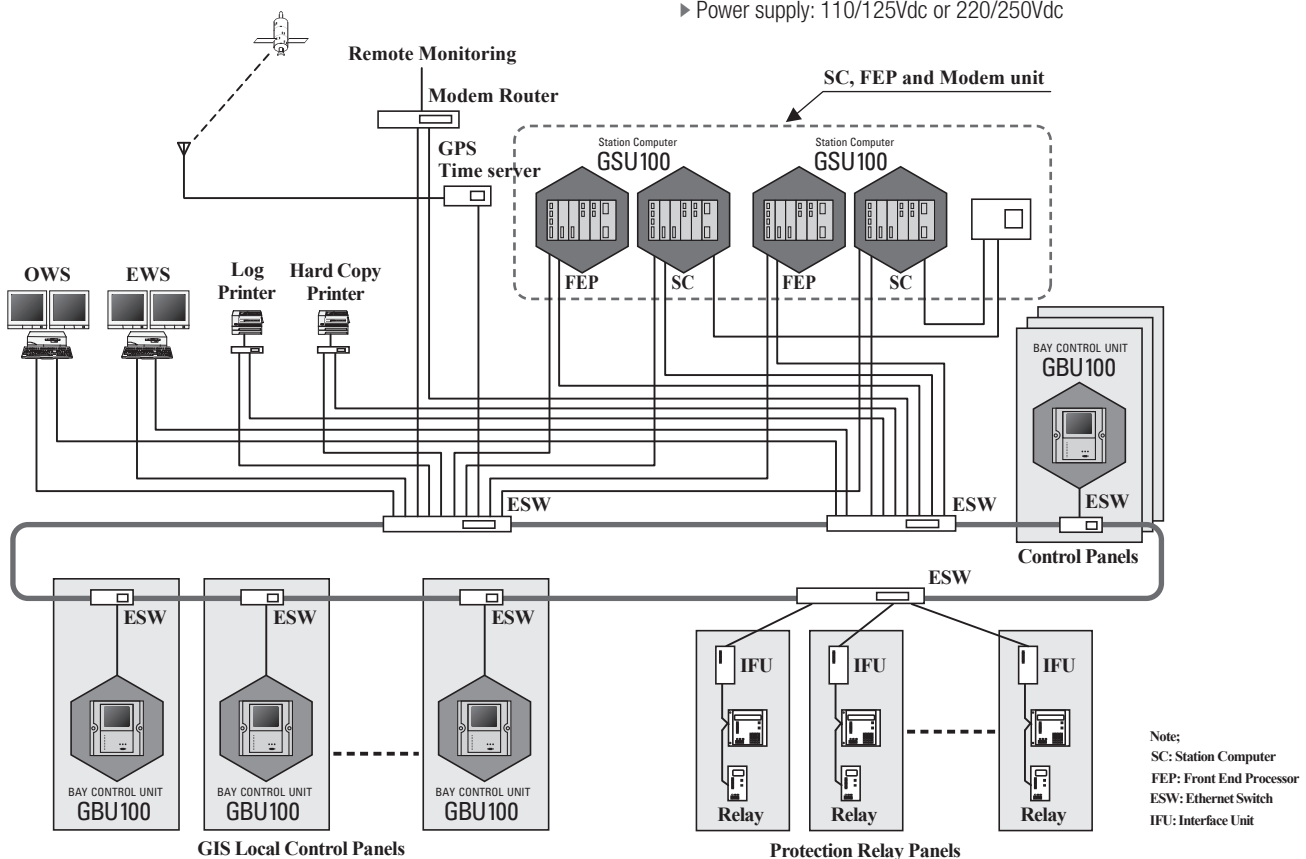 ▶ Power supply: 110/125Vdc or 220/250Vdc
Remote Monitoring
SC, FEP and Modem unit
Modem Router
GPS
Time server
Station Computer
GSU100
Station Computer
GSU100
FEP
SC
FEP
SC
OWS
EWS
Log
Printer
Hard Copy
Printer
BAY CONTROL UNIT
GBU100
ESW
ESW
ESW
Control Panels
ESW
ESW
ESW
ESW
IFU
IFU
IFU
BAY CONTROL UNIT
GBU100
BAY CONTROL UNIT
GBU100
BAY CONTROL UNIT
GBU100
Relay
Relay
Relay
GIS Local Control Panels
Protection Relay Panels
Note;
SC: Station Computer
FEP: Front End Processor
ESW: Ethernet Switch
IFU: Interface Unit